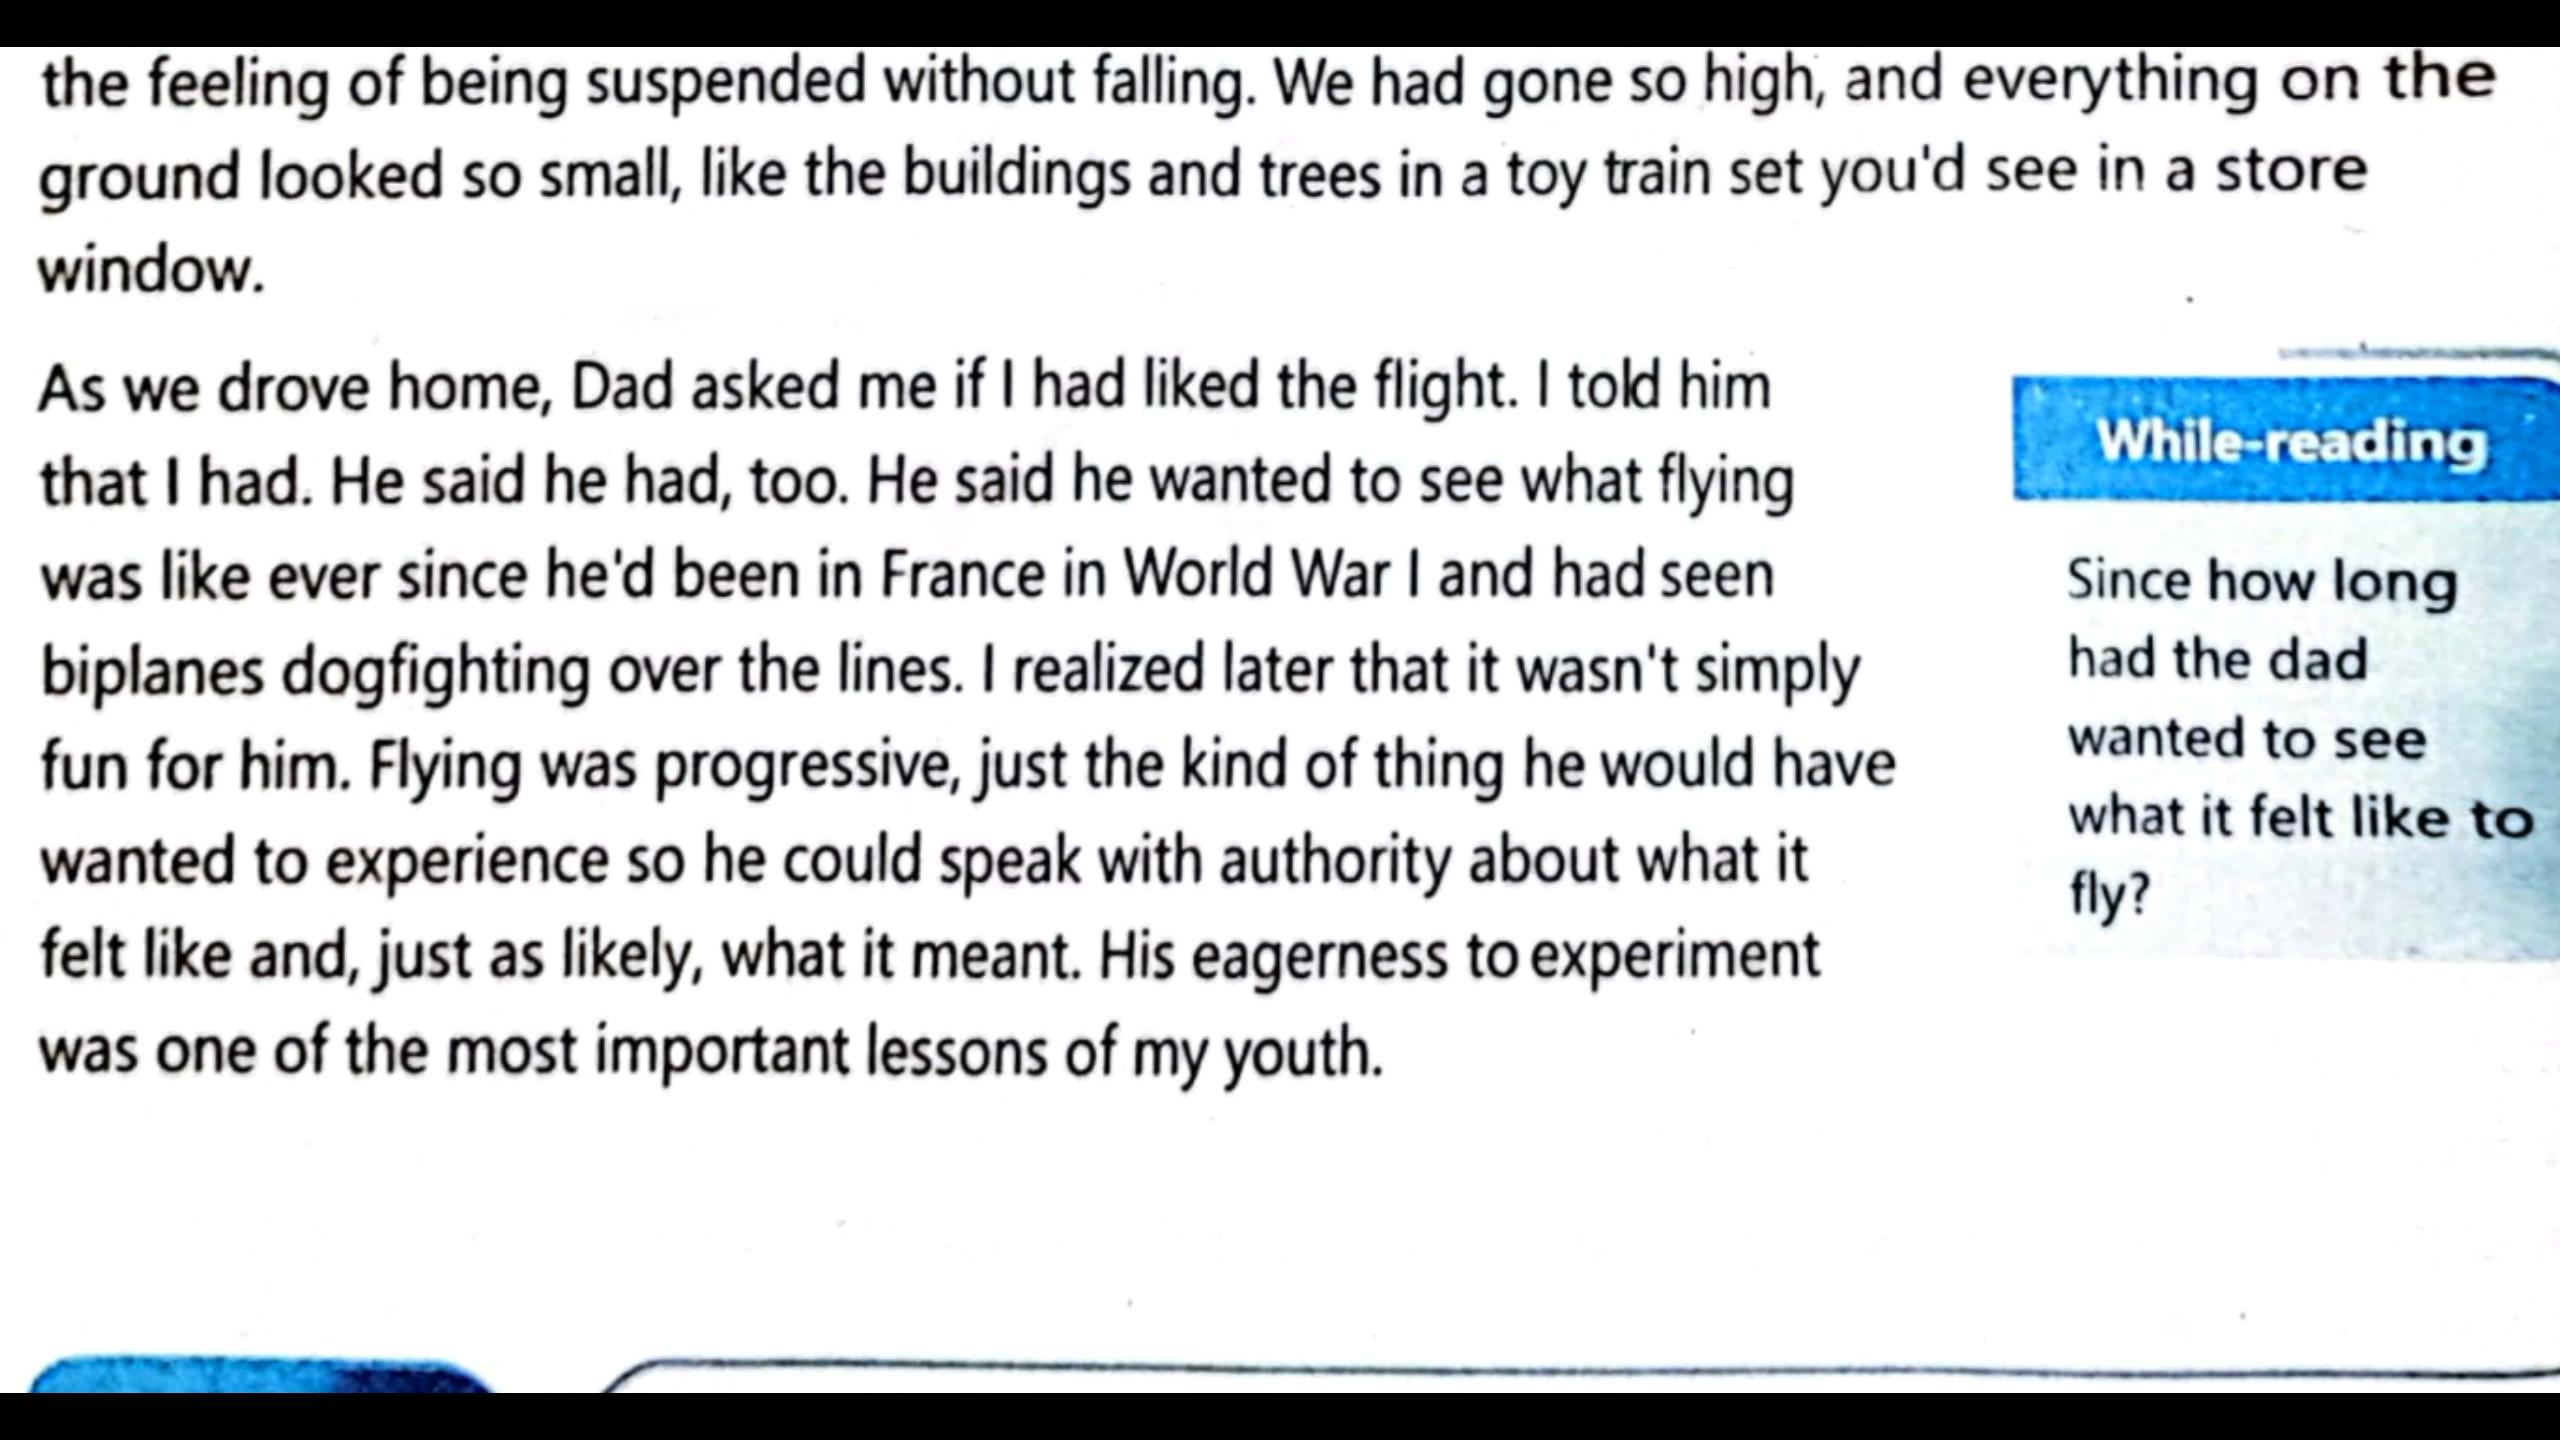 the feeling of being suspended without falling. We had gone so high, and everything on the
ground looked so small, like the buildings and trees in a toy train set you'd see in a store
window.
As we drove home, Dad asked me if I had liked the flight. I told him
that I had. He said he had, too. He said he wanted to see what flying
was like ever since he'd been in France in World War I and had seen
biplanes dogfighting over the lines. I realized later that it wasn't simply
fun for him. Flying was progressive, just the kind of thing he would have
wanted to experience so he could speak with authority about what it
felt like and, just as likely, what it meant. His eagerness to experiment
was one of the most important lessons of my youth.
While-reading
Since how long
had the dad
wanted to see
what it felt like to
fly?